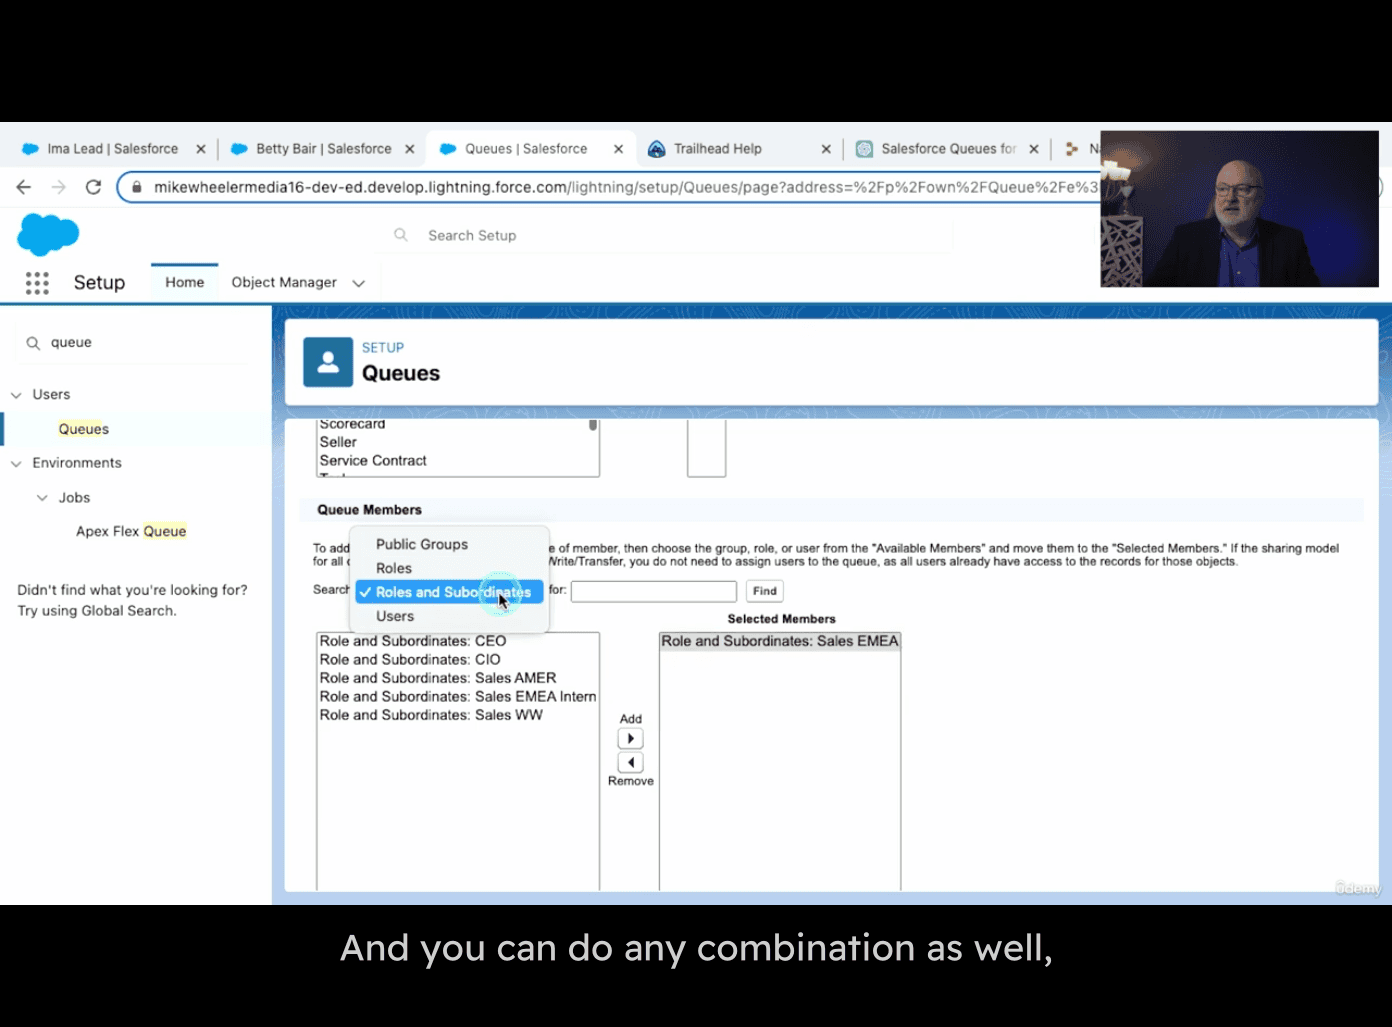 Ima Lead | Salesforce
Betty Bair | Salesforce
Queues | Salesforce
Trailhead Help
Salesforce Queues for
mikewheelermedia16-dev-ed.develop.lightning.force.com/lightning/setup/Queues/page?address=%2Fp%2Fown%2FQueue%2Fe%3
Search Setup
Setup
Home
Object Manager
queue
Users
Queues
Environments
Jobs
Apex Flex Queue
Didn't find what you're looking for?
Try using Global Search.
SETUP
Queues
Scorecard
Seller
Service Contract
Queue Members
To add
e of member, then choose the group, role, or user from the "Available Members" and move them to the "Selected Members." If the sharing model
for all
Write/Transfer, you do not need to assign users to the queue, as all users already have access to the records for those objects.
Public Groups
Roles
Roles and Subordinates
Users
Search
for:
Find
Selected Members
Role and Subordinates: CEO
Role and Subordinates: CIO
Role and Subordinates: Sales AMER
Role and Subordinates: Sales EMEA Intern
Role and Subordinates: Sales WW
Add
Remove
Role and Subordinates: Sales EMEA
ûdemy
And you can do any combination as well,